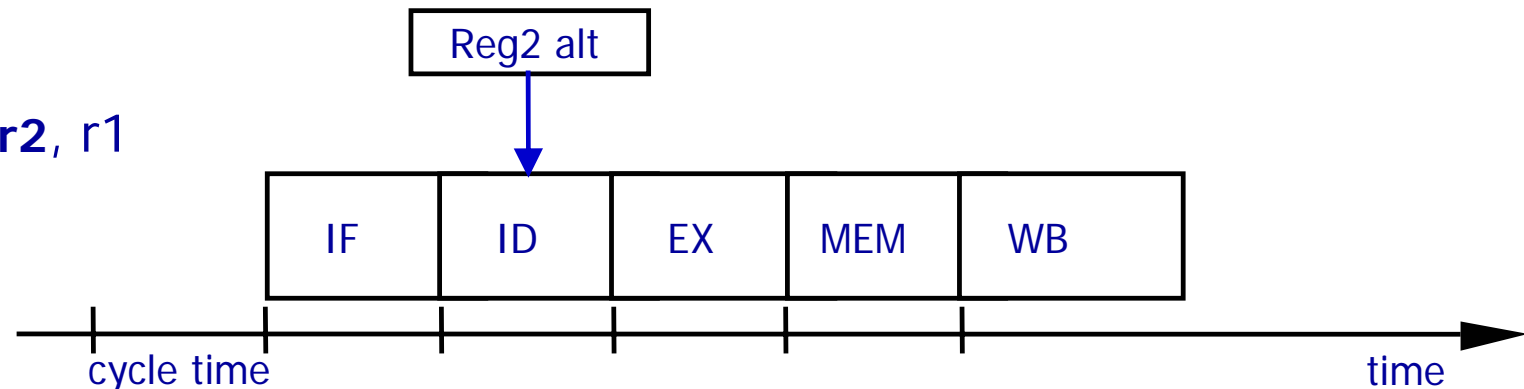 Reg2 alt
r2, r1
IF ID EX MEM WB
cycle time time